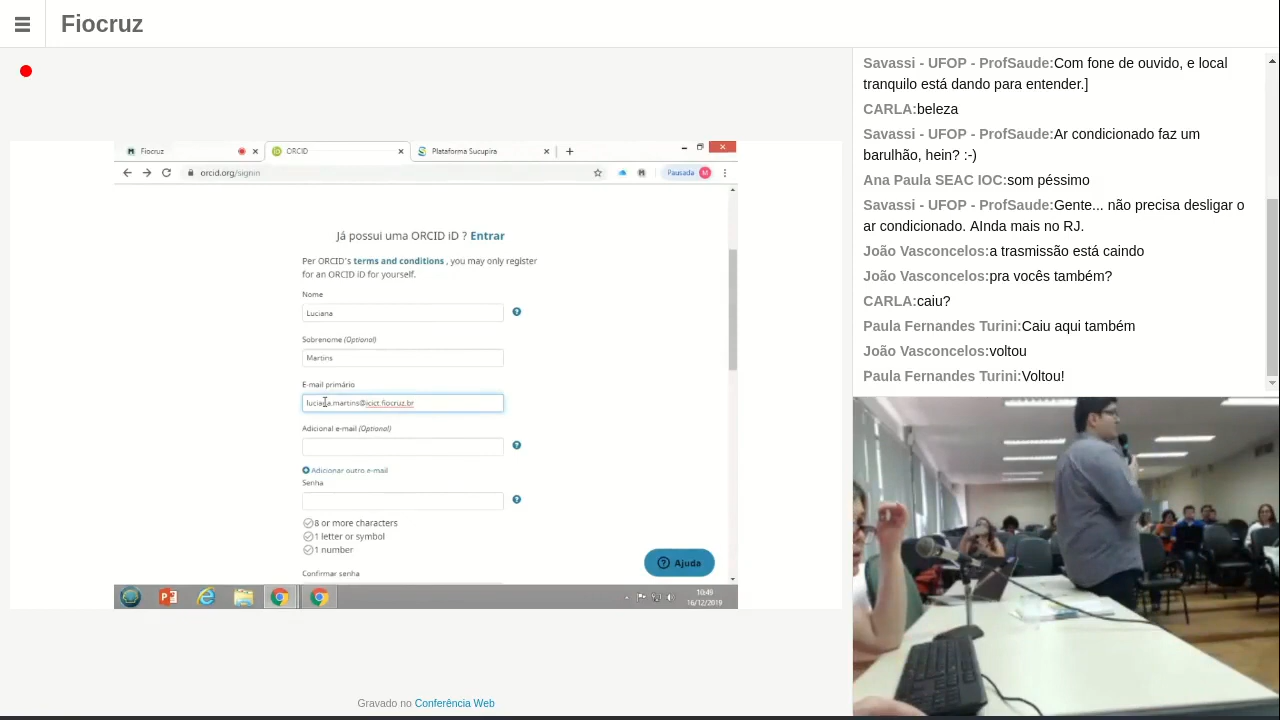 Fiocruz
Savassi - UFOP - ProfSaude:Com fone de ouvido, e local
tranquilo está dando para entender.]
CARLA:beleza
Savassi - UFOP - ProfSaude:Ar condicionado faz um
barulhão, hein? :-)
Ana Paula SEAC IOC:som péssimo
Savassi - UFOP - ProfSaude:Gente... não precisa desligar o
ar condicionado. AInda mais no RJ.
João Vasconcelos:a trasmissão está caindo
João Vasconcelos:pra vocês também?
CARLA:caiu?
Paula Fernandes Turini:Caiu aqui também
João Vasconcelos:voltou
Paula Fernandes Turini:Voltou!
Fiocruz
ORCID
Plataforma Sucupira
orcid.org/signin
Pausada
M
Já possui uma ORCID iD ? Entrar
Per ORCID's terms and conditions , you may only register
for an ORCID iD for yourself.
Nome
Luciana
Sobrenome (Optional)
Martins
E-mail primário
luciana.martins@icict.fiocruz.br
Adicional e-mail (Optional)
Adicionar outro e-mail
Senha
8 or more characters
1 letter or symbol
1 number
Confirmar senha
Ajuda
10:49
16/12/2019
Gravado no Conferência Web